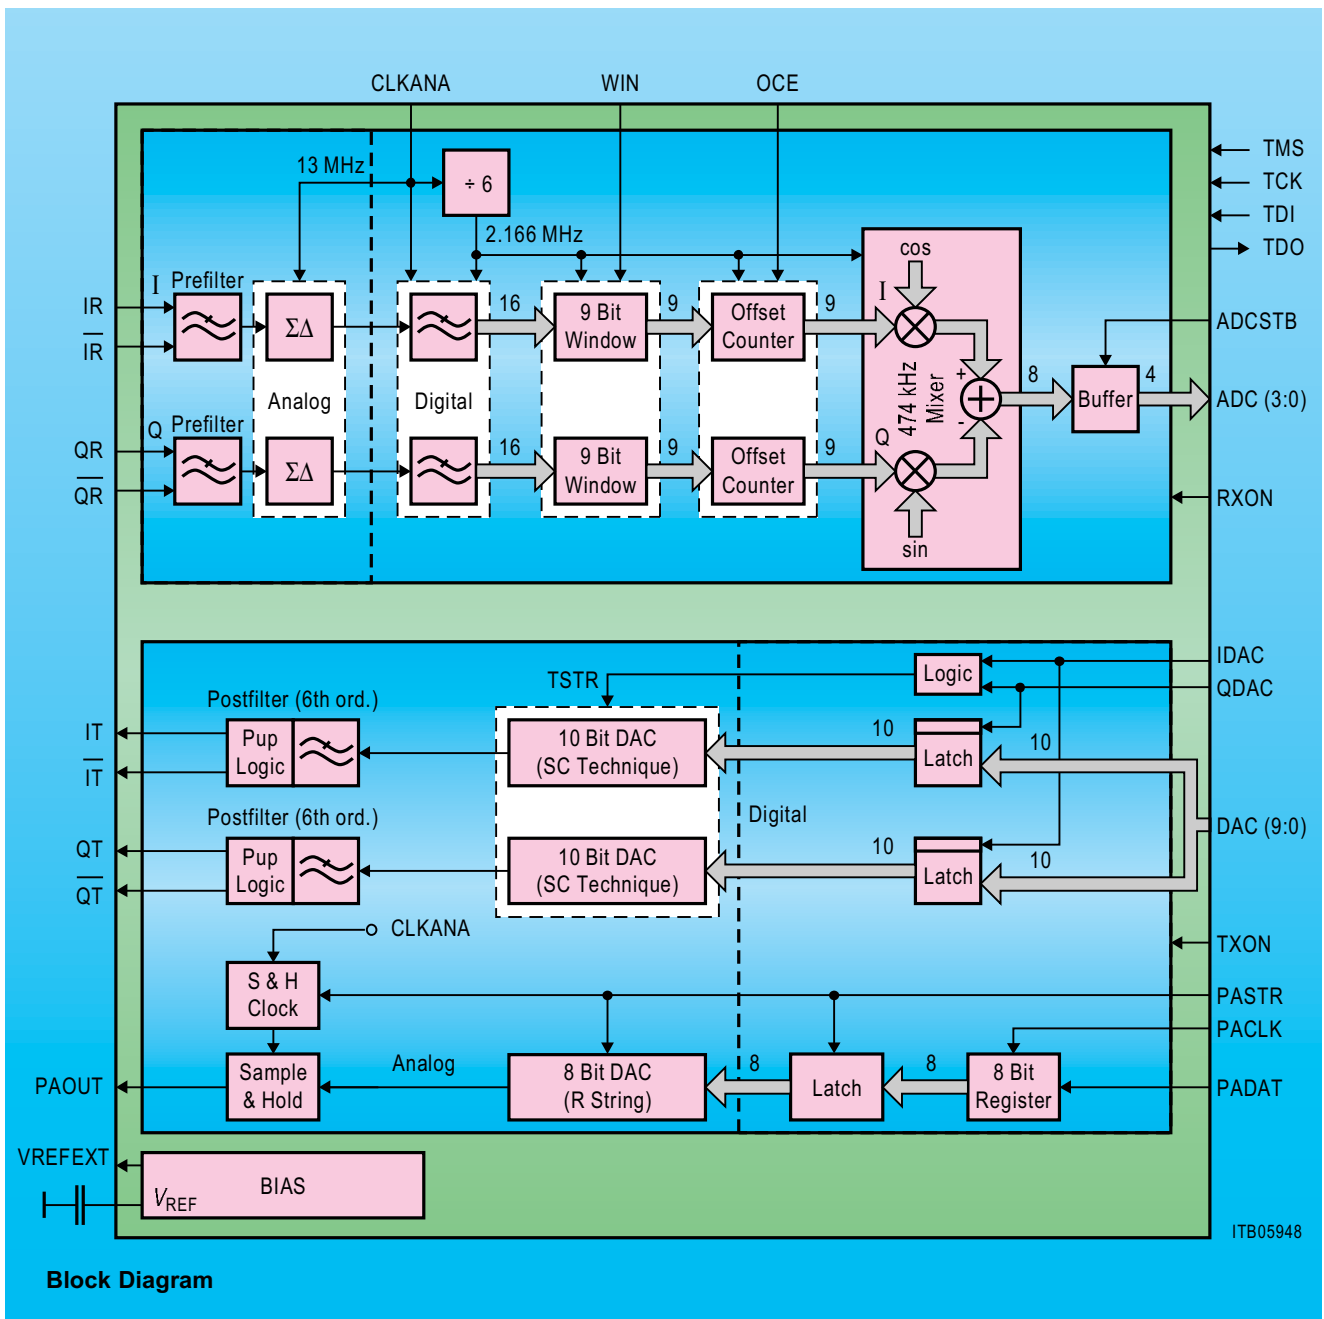 CLKANA
WIN
OCE
13 MHz
÷ 6
2.166 MHz
TMS
TCK
TDI
TDO
I
Prefilter
IR
I̅R̅
ΣΔ
16
9 Bit
Window
9
Offset
Counter
9
cos
I
ADCSTB
Analog
Digital
474 kHz
Mixer
+
-
8
Buffer
4
ADC (3:0)
Q
Prefilter
QR
Q̅R̅
ΣΔ
16
9 Bit
Window
9
Offset
Counter
9
Q
sin
RXON
IDAC
QDAC
Logic
TSTR
Postfilter (6th ord.)
IT
I̅T̅
Pup
Logic
10 Bit DAC
(SC Technique)
10
Latch
10
Digital
DAC (9:0)
Postfilter (6th ord.)
QT
Q̅T̅
Pup
Logic
10 Bit DAC
(SC Technique)
10
Latch
10
CLKANA
TXON
S & H
Clock
PASTR
PACLK
PAOUT
Sample
& Hold
Analog
8 Bit DAC
(R String)
8
Latch
8
8 Bit
Register
PADAT
VREFEXT
BIAS
VREF
ITB05948
Block Diagram